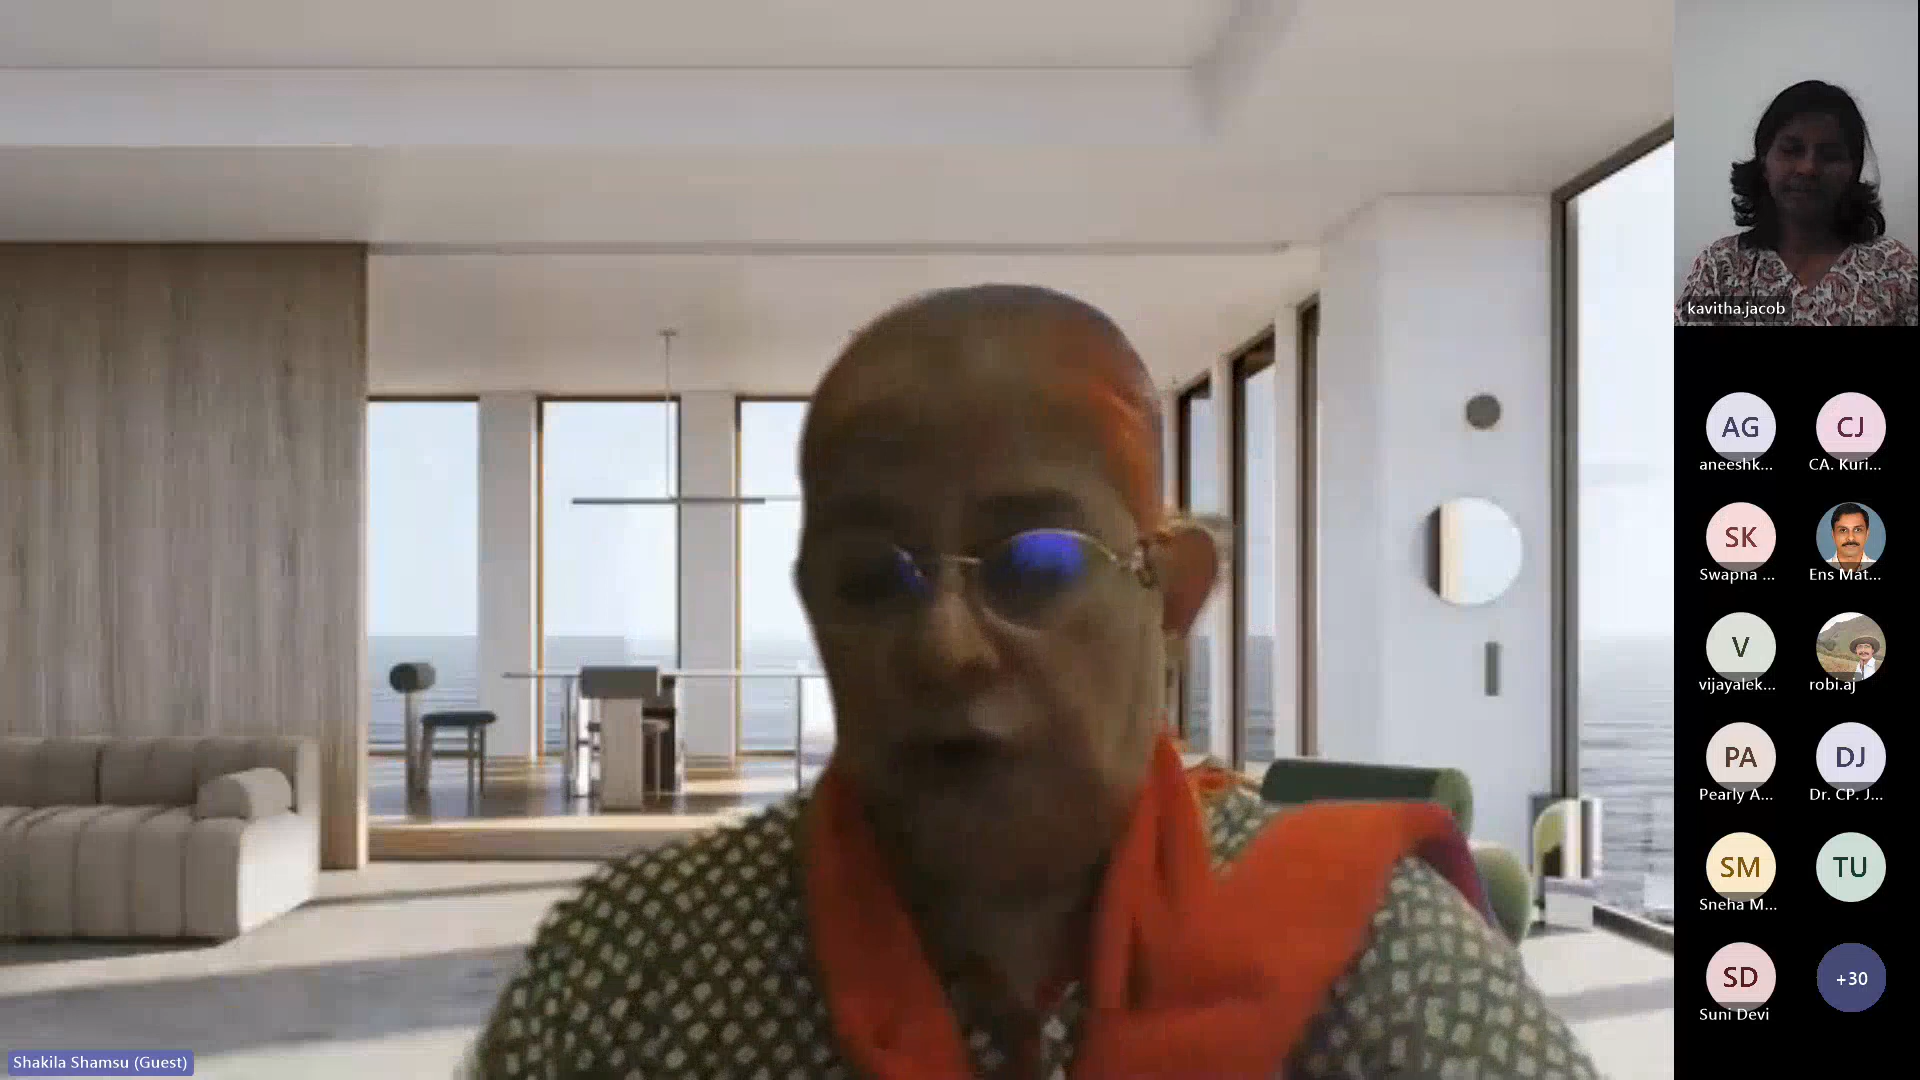 kavitha.jacob
AG
aneeshk...
CJ
CA. Kuri...
SK
Swapna ...
Ens Mat...
V
vijayalek...
robi.aj
PA
Pearly A...
DJ
Dr. CP. J...
SM
Sneha M...
TU
SD
Suni Devi
+30
Shakila Shamsu (Guest)